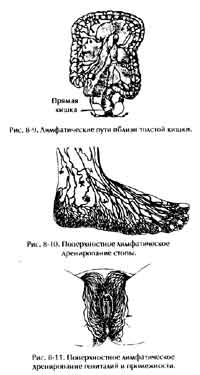 Прямая
кишка
Рис. 8-9. Лимфатические пути вблизи толстой кишки.
Рис. 8-10. Поверхностное лимфатическое
дренирование стопы.
Рис. 8-11. Поверхностное лимфатическое
дренирование гениталий и промежности.